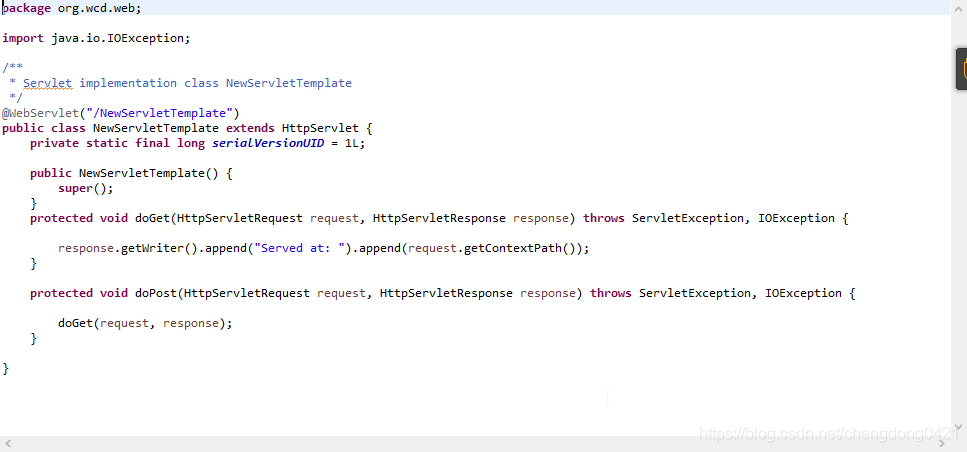 package org.wcd.web;
import java.io.IOException;
/**
* Servlet implementation class NewServletTemplate
*/
@WebServlet("/NewServletTemplate")
public class NewServletTemplate extends HttpServlet {
private static final long serialVersionUID = 1L;
public NewServletTemplate() {
super();
}
protected void doGet(HttpServletRequest request, HttpServletResponse response) throws ServletException, IOException {
response.getWriter().append("Served at: ").append(request.getContextPath());
}
protected void doPost(HttpServletRequest request, HttpServletResponse response) throws ServletException, IOException {
doGet(request, response);
}
}
https://blog.csdn.net/chengdong0421